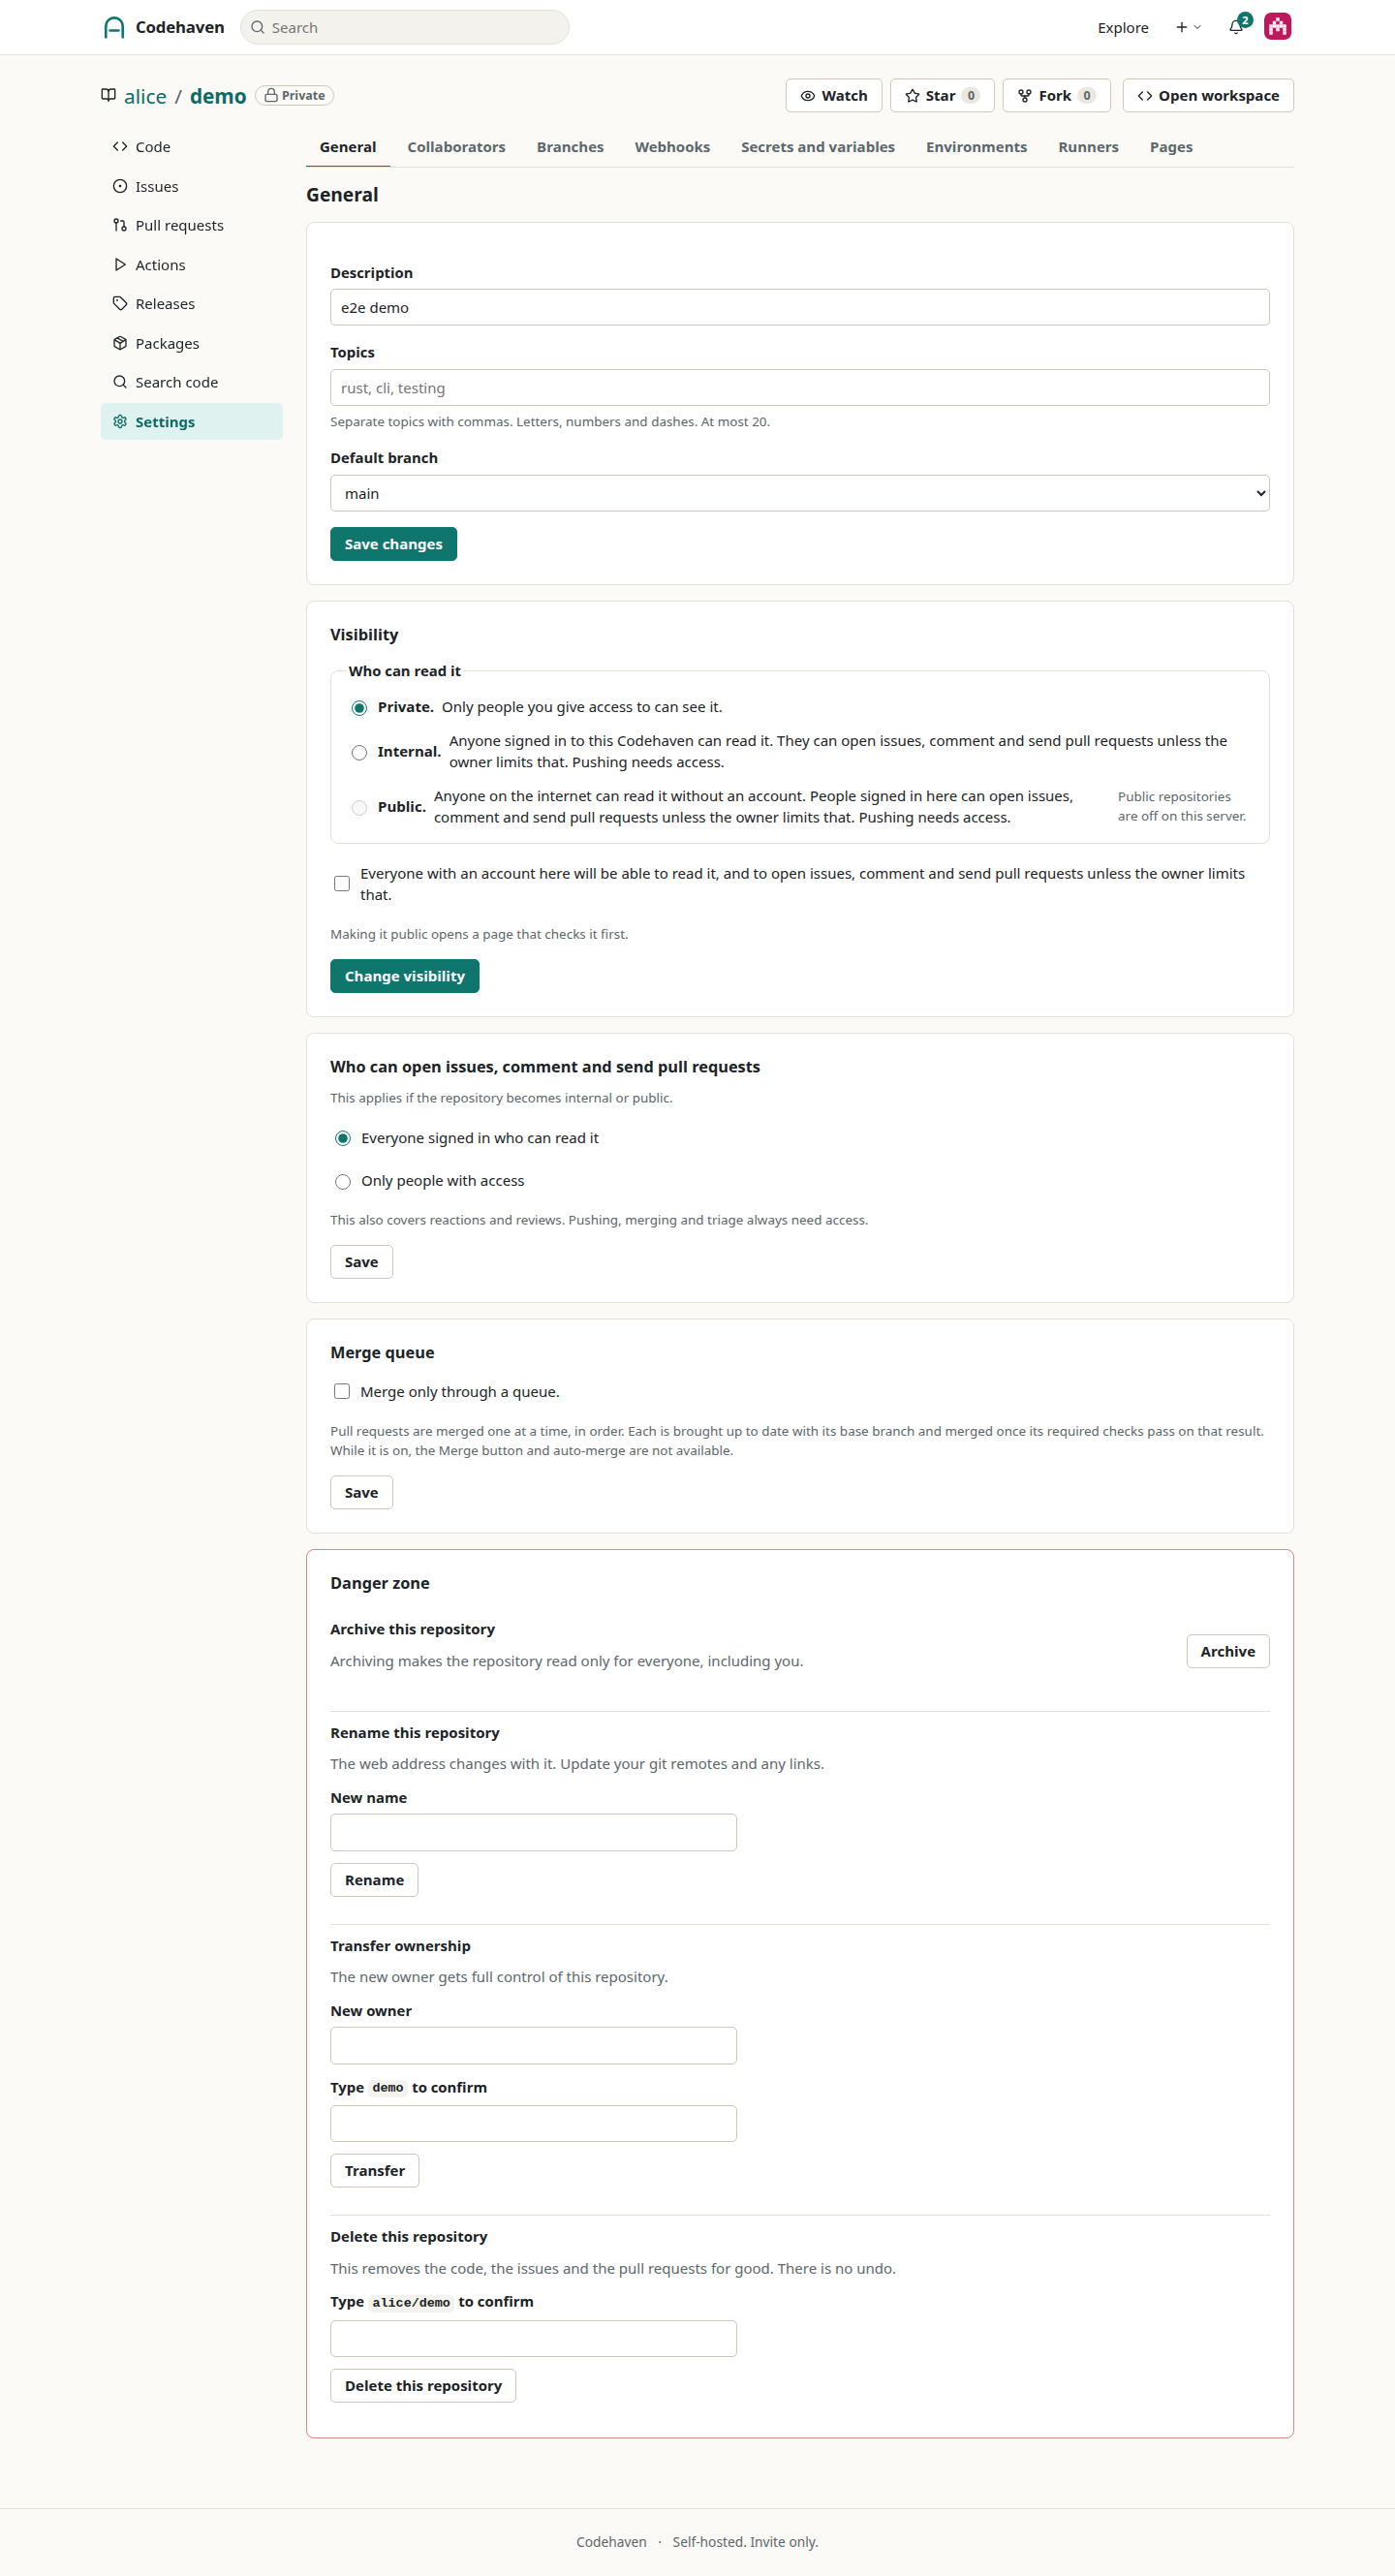 Codehaven
Search
Explore
2
alice / demo
Private
Watch
Star 0
Fork 0
Open workspace
Code
Issues
Pull requests
Actions
Releases
Packages
Search code
Settings
General
Collaborators
Branches
Webhooks
Secrets and variables
Environments
Runners
Pages
General
Description
e2e demo
Topics
rust, cli, testing
Separate topics with commas. Letters, numbers and dashes. At most 20.
Default branch
main
Save changes
Visibility
Who can read it
Private. Only people you give access to can see it.
Internal. Anyone signed in to this Codehaven can read it. They can open issues, comment and send pull requests unless the
owner limits that. Pushing needs access.
Public. Anyone on the internet can read it without an account. People signed in here can open issues,
comment and send pull requests unless the owner limits that. Pushing needs access.
Public repositories
are off on this server.
Everyone with an account here will be able to read it, and to open issues, comment and send pull requests unless the owner limits
that.
Making it public opens a page that checks it first.
Change visibility
Who can open issues, comment and send pull requests
This applies if the repository becomes internal or public.
Everyone signed in who can read it
Only people with access
This also covers reactions and reviews. Pushing, merging and triage always need access.
Save
Merge queue
Merge only through a queue.
Pull requests are merged one at a time, in order. Each is brought up to date with its base branch and merged once its required checks pass on that result.
While it is on, the Merge button and auto-merge are not available.
Save
Danger zone
Archive this repository
Archiving makes the repository read only for everyone, including you.
Archive
Rename this repository
The web address changes with it. Update your git remotes and any links.
New name
Rename
Transfer ownership
The new owner gets full control of this repository.
New owner
Type demo to confirm
Transfer
Delete this repository
This removes the code, the issues and the pull requests for good. There is no undo.
Type alice/demo to confirm
Delete this repository
Codehaven · Self-hosted. Invite only.